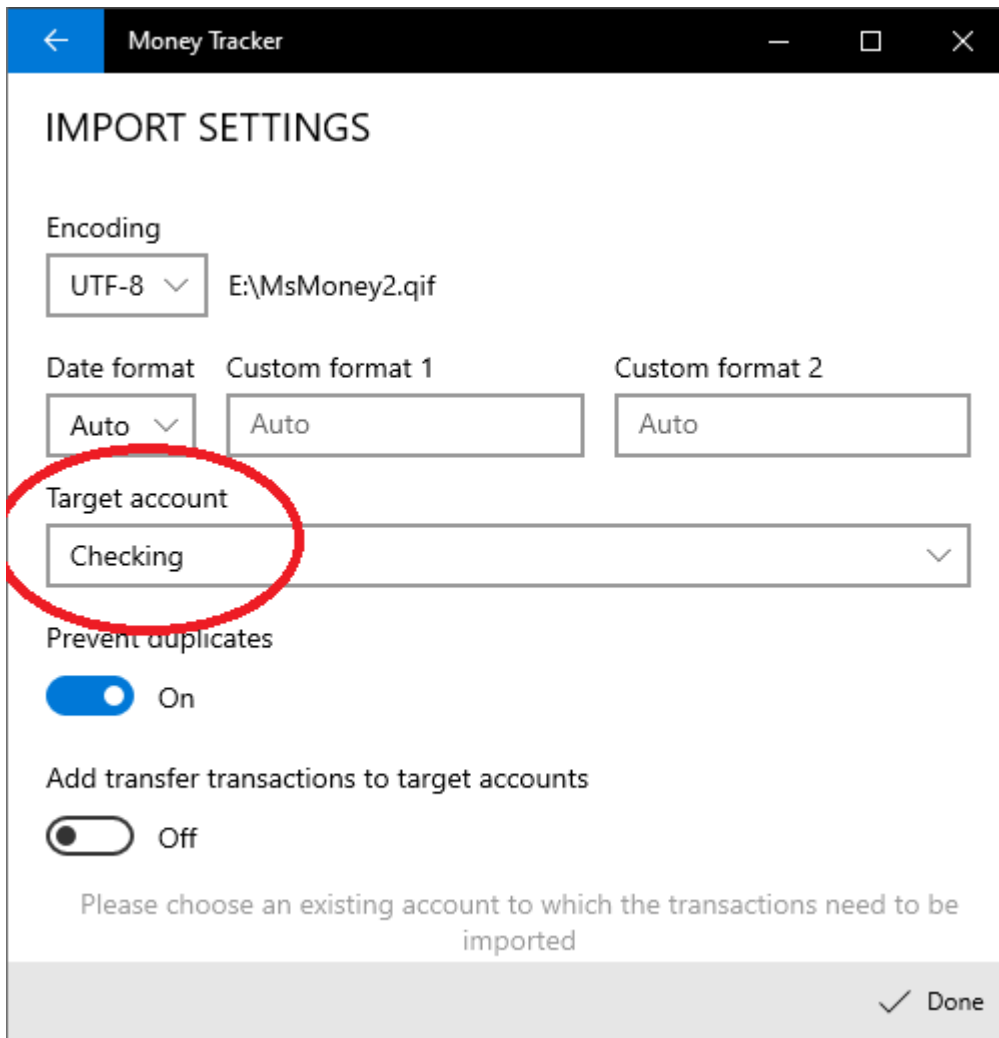 Money Tracker
IMPORT SETTINGS
Encoding
UTF-8 E:\MsMoney2.qif
Date format Custom format 1 Custom format 2
Auto Auto Auto
Target account
Checking
Prevent duplicates
On
Add transfer transactions to target accounts
Off
Please choose an existing account to which the transactions need to be
imported
Done